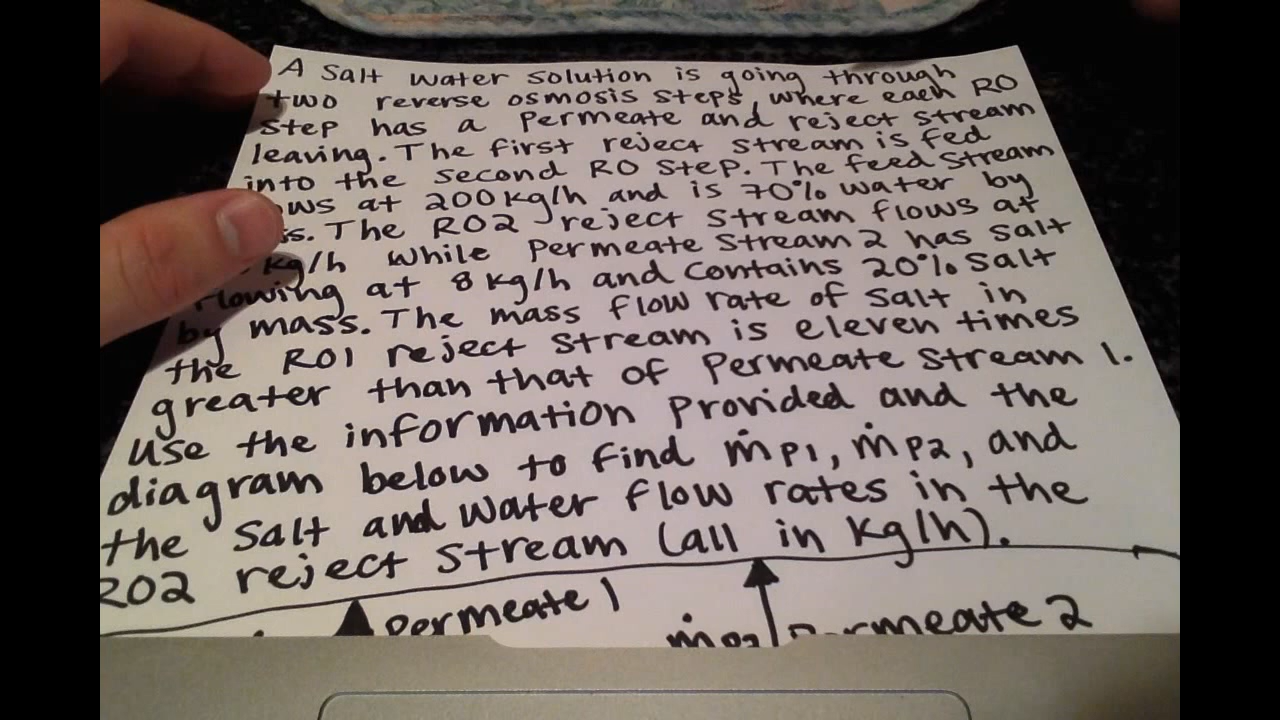 A salt water solution is going through
two reverse osmosis steps, where each RO
step has a permeate and reject stream
leaving. The first reject stream is fed
into the second RO step. The feed stream
ows at 200 kg/h and is 70% water by
s. The RO2 reject stream flows at
kg/h while permeate stream 2 has salt
flowing at 8 kg/h and contains 20% salt
by mass. The mass flow rate of salt in
the RO1 reject stream is eleven times
greater than that of permeate stream 1.
Use the information provided and the
diagram below to find ṁp1, ṁp2, and
the salt and water flow rates in the
RO2 reject stream (all in kg/h).
Permeate 1
ṁp2 Permeate 2